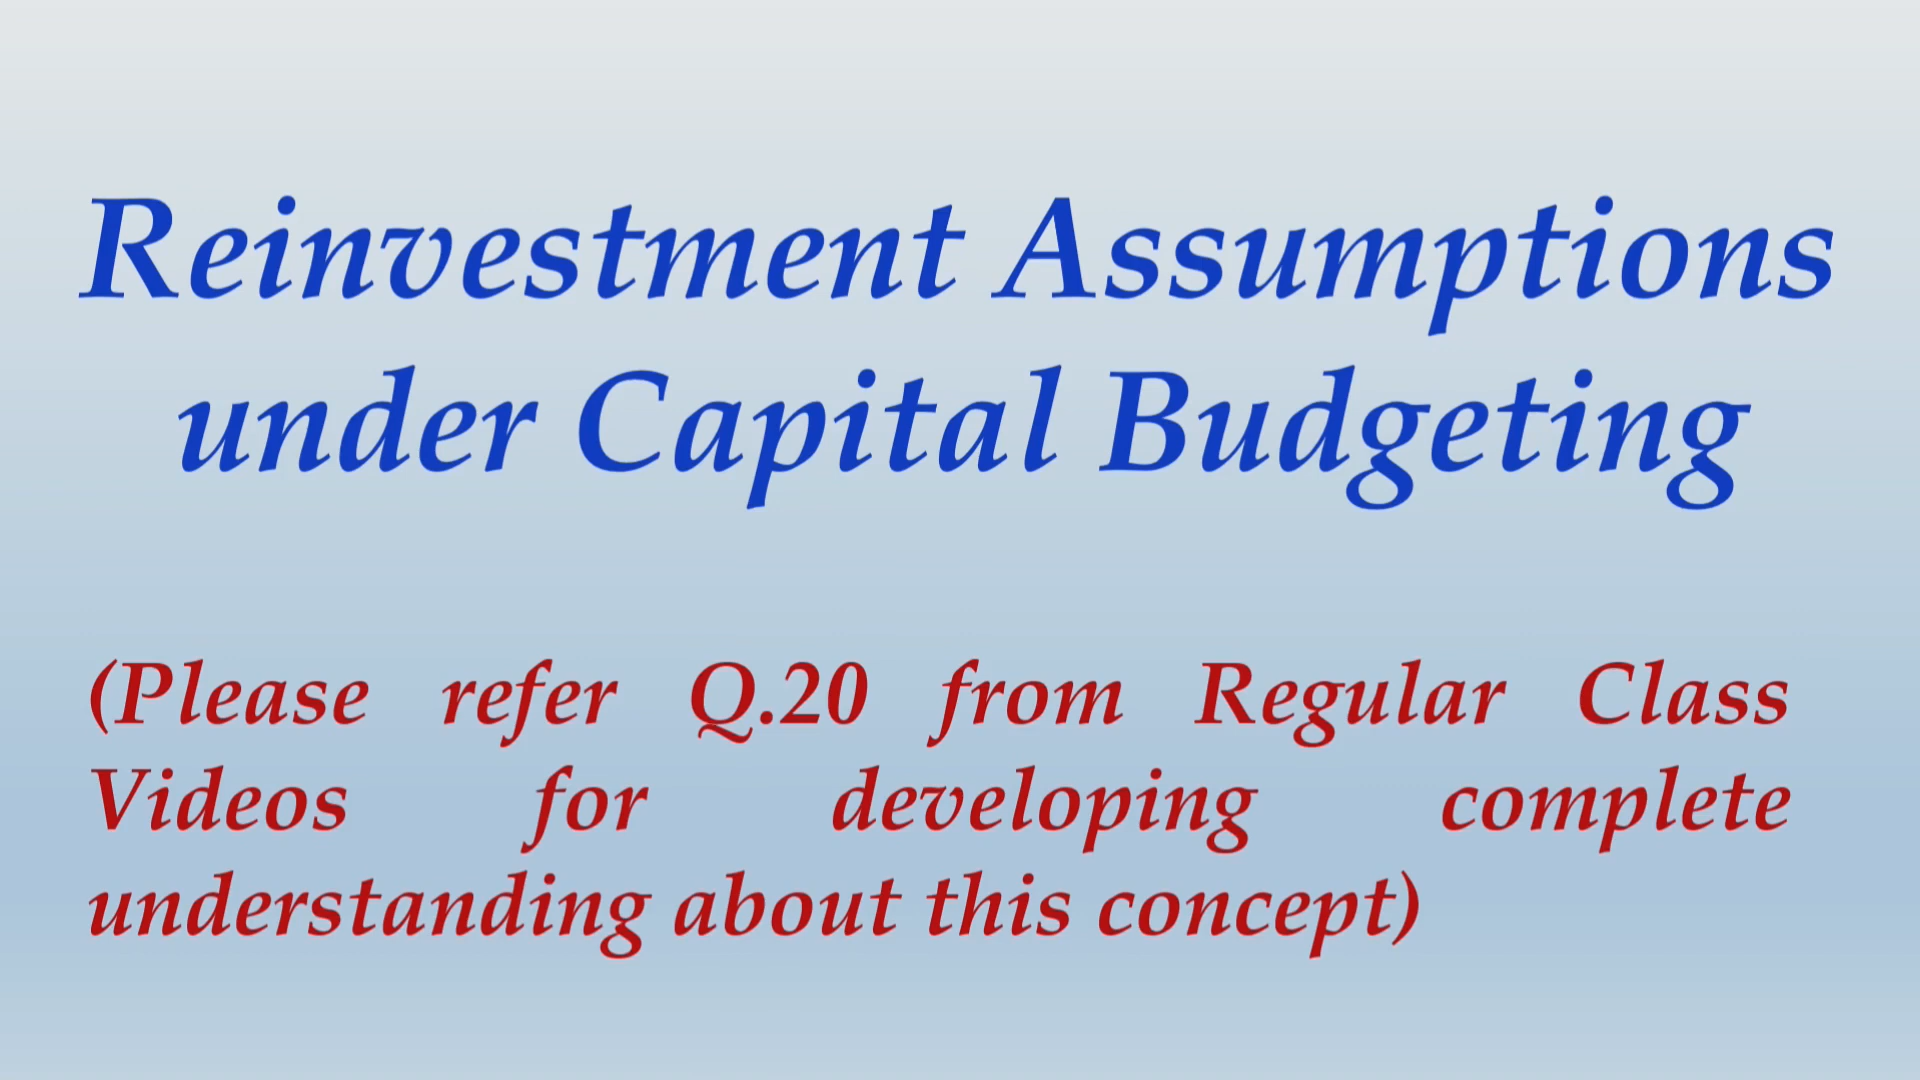 Reinvestment Assumptions
under Capital Budgeting
(Please refer Q.20 from Regular Class
Videos for developing complete
understanding about this concept)